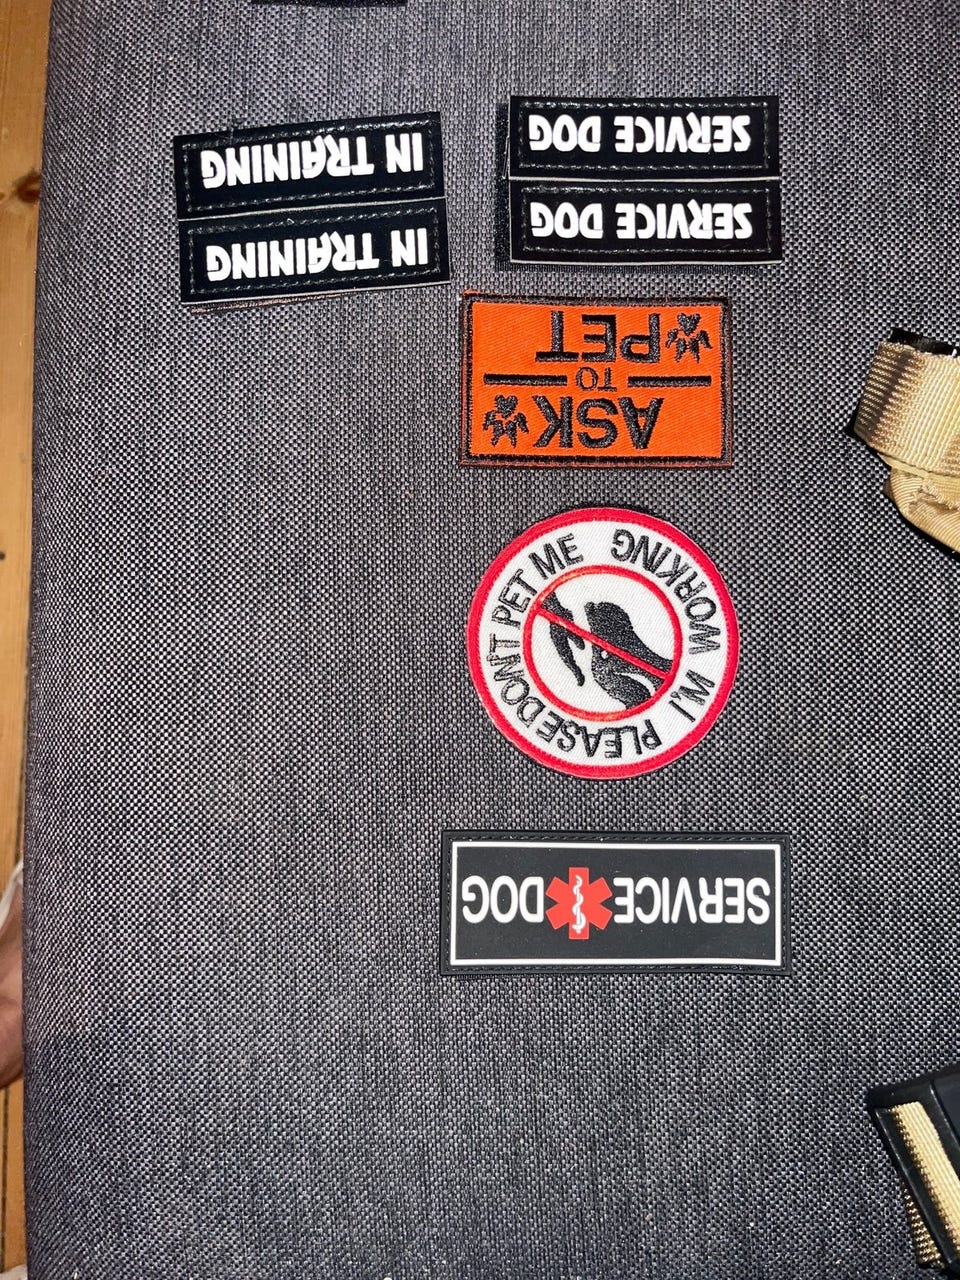 SERVICE DOG
I'M WORKING
PLEASE DON'T PET ME
ASK
TO
PET
SERVICE DOG
SERVICE DOG
IN TRAINING
IN TRAINING